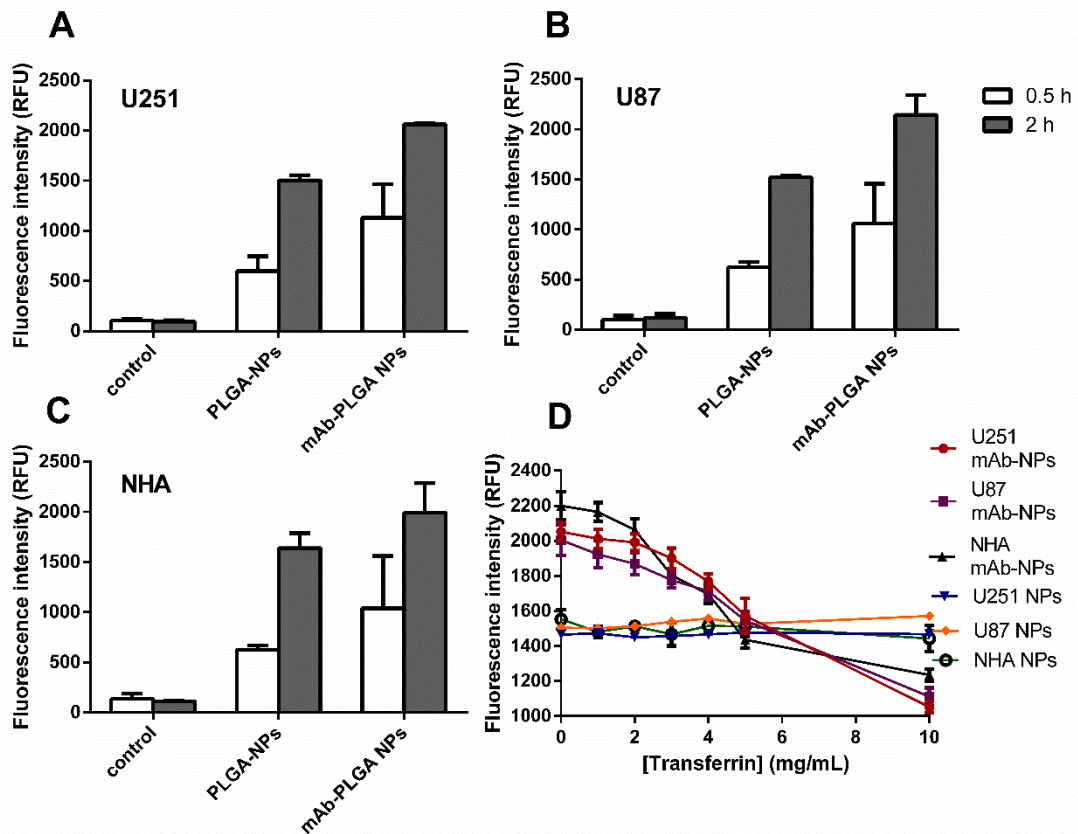 A
Fluorescence intensity (RFU)
2500
2000
1500
1000
500
0
U251
control
PLGA-NPs
mAb-PLGA NPs
B
Fluorescence intensity (RFU)
2500
2000
1500
1000
500
0
U87
control
PLGA-NPs
mAb-PLGA NPs
0.5 h
2 h
C
Fluorescence intensity (RFU)
2500
2000
1500
1000
500
0
NHA
control
PLGA-NPs
mAb-PLGA NPs
D
Fluorescence intensity (RFU)
2400
2200
2000
1800
1600
1400
1200
1000
0 2 4 6 8 10
[Transferrin] (mg/mL)
U251
mAb-NPs
U87
mAb-NPs
NHA
mAb-NPs
U251 NPs
U87 NPs
NHA NPs